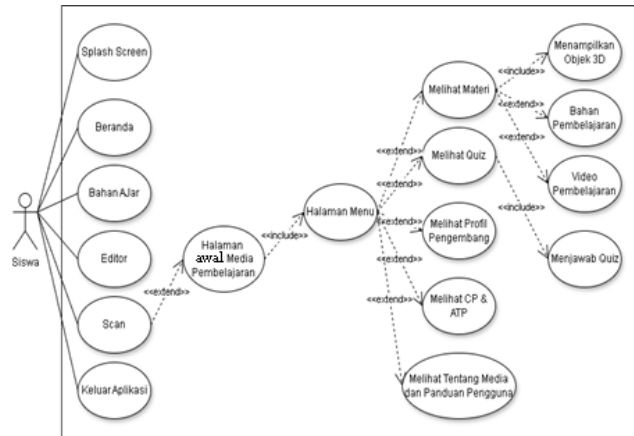 Splash Screen
Beranda
Bahan AJar
Editor
Scan
Keluar Aplikasi
Siswa
<<extend>>
Halaman
awal Media
Pembelajaran
<<include>>
Halaman Menu
<<extend>>
<<extend>>
<<extend>>
<<extend>>
<<extend>>
Melihat Materi
Melihat Quiz
Melihat Profil
Pengembang
Melihat CP &
ATP
Melihat Tentang Media
dan Panduan Pengguna
<<include>>
<<extend>>
<<extend>>
<<include>>
Menampilkan
Objek 3D
Bahan
Pembelajaran
Video
Pembelajaran
Menjawab Quiz